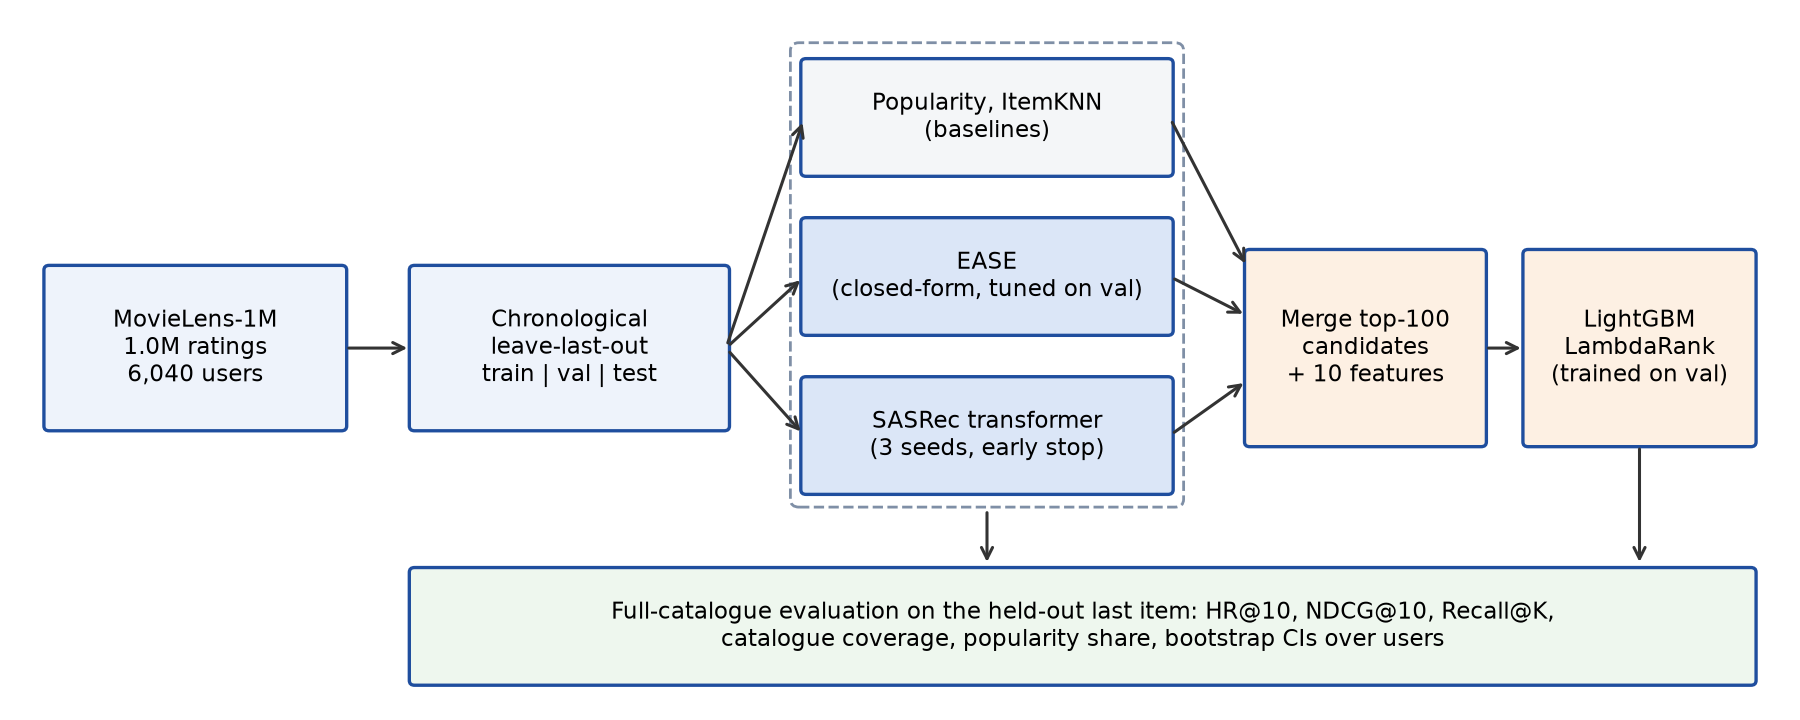 MovieLens-1M
1.0M ratings
6,040 users
Chronological
leave-last-out
train | val | test
Popularity, ItemKNN
(baselines)
EASE
(closed-form, tuned on val)
SASRec transformer
(3 seeds, early stop)
Merge top-100
candidates
+ 10 features
LightGBM
LambdaRank
(trained on val)
Full-catalogue evaluation on the held-out last item: HR@10, NDCG@10, Recall@K,
catalogue coverage, popularity share, bootstrap CIs over users